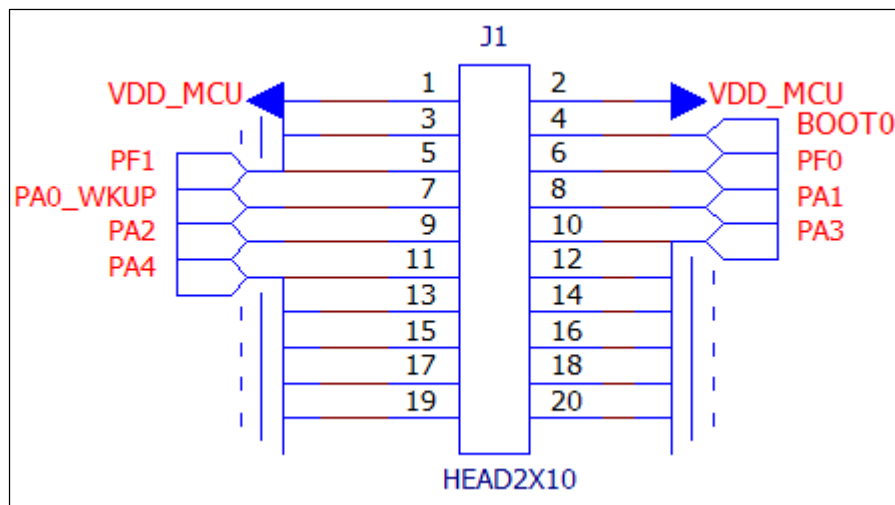 J1
VDD_MCU 1 2 VDD_MCU
3 4 BOOT0
PF1 5 6 PF0
PA0_WKUP 7 8 PA1
PA2 9 10 PA3
PA4 11 12
13 14
15 16
17 18
19 20
HEAD2X10